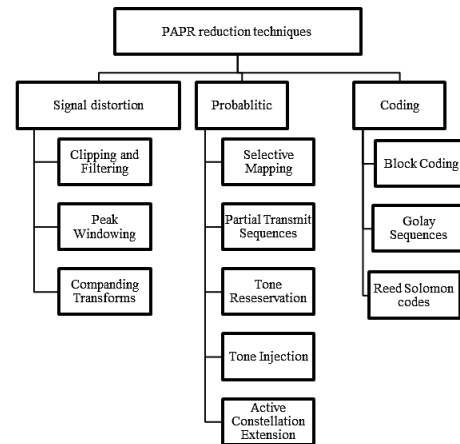 PAPR reduction techniques
Signal distortion
Probablitic
Coding
Clipping and
Filtering
Peak
Windowing
Companding
Transforms
Selective
Mapping
Partial Transmit
Sequences
Tone
Reseservation
Tone Injection
Active
Constellation
Extension
Block Coding
Golay
Sequences
Reed Solomon
codes